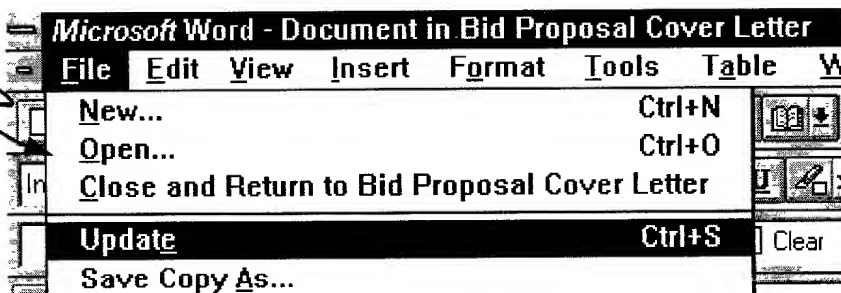 Microsoft Word - Document in Bid Proposal Cover Letter
File Edit View Insert Format Tools Table W
New... Ctrl+N
Open... Ctrl+O
In Close and Return to Bid Proposal Cover Letter U
Update Ctrl+S Clear
Save Copy As...